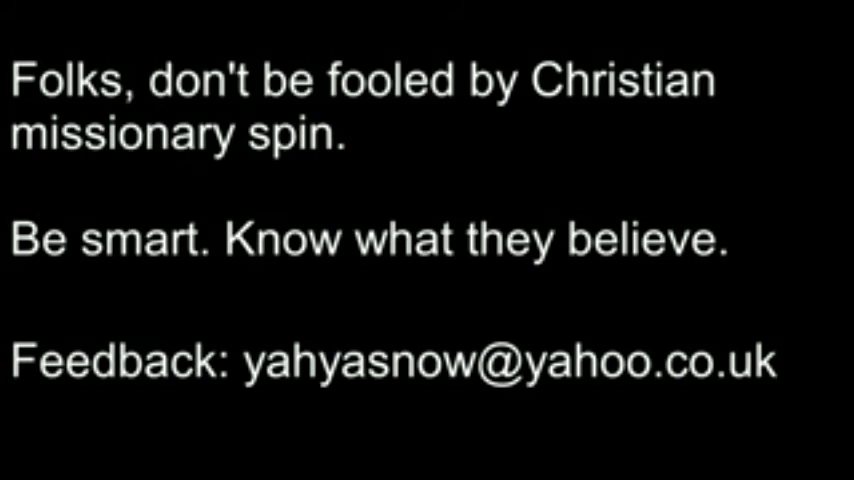 Folks, don't be fooled by Christian
missionary spin.
Be smart. Know what they believe.
Feedback: yahyasnow@yahoo.co.uk